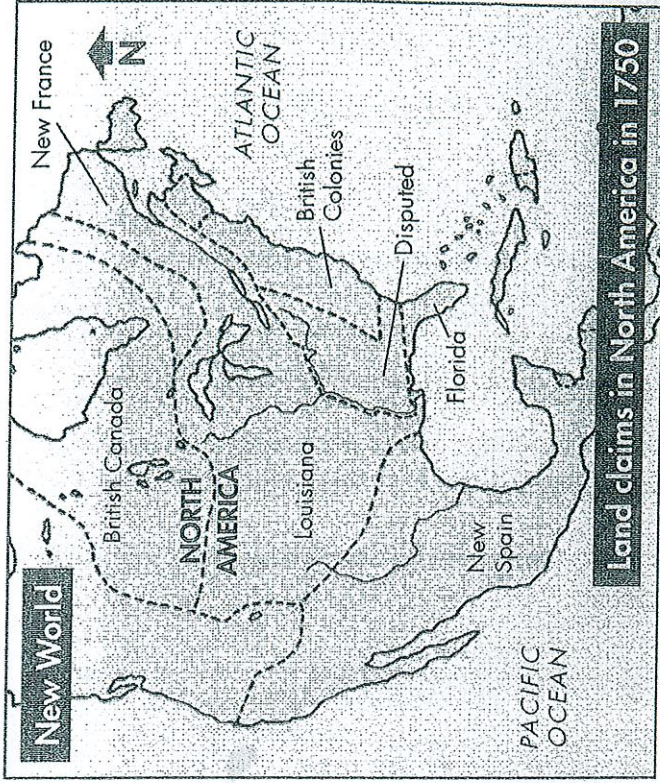 New World
New France
N
ATLANTIC
OCEAN
British Canada
NORTH
AMERICA
British
Colonies
Louisiana
Disputed
Florida
New
Spain
PACIFIC
OCEAN
Land claims in North America in 1750